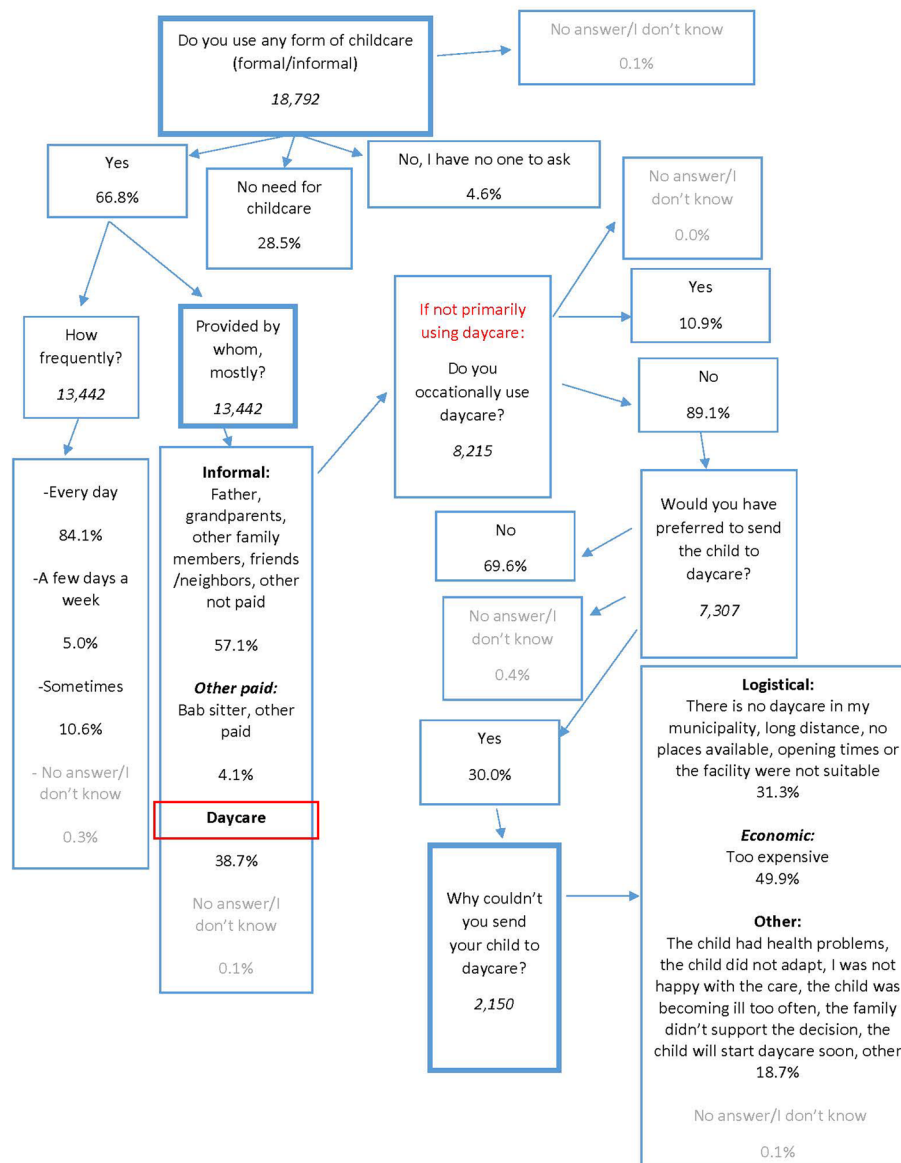 Do you use any form of childcare
(formal/informal)
18,792
No answer/I don't know
0.1%
Yes
66.8%
No need for
childcare
28.5%
No, I have no one to ask
4.6%
How
frequently?
13,442
Provided by
whom,
mostly?
13,442
-Every day
84.1%
-A few days a
week
5.0%
-Sometimes
10.6%
- No answer/I
don't know
0.3%
Informal:
Father,
grandparents,
other family
members, friends
/neighbors, other
not paid
57.1%
Other paid:
Bab sitter, other
paid
4.1%
Daycare
38.7%
No answer/I
don't know
0.1%
If not primarily
using daycare:
Do you
occationally use
daycare?
8,215
No answer/I
don't know
0.0%
Yes
10.9%
No
89.1%
Would you have
preferred to send
the child to
daycare?
7,307
No
69.6%
No answer/I
don't know
0.4%
Yes
30.0%
Why couldn't
you send
your child to
daycare?
2,150
Logistical:
There is no daycare in my
municipality, long distance, no
places available, opening times or
the facility were not suitable
31.3%
Economic:
Too expensive
49.9%
Other:
The child had health problems,
the child did not adapt, I was not
happy with the care, the child was
becoming ill too often, the family
didn't support the decision, the
child will start daycare soon, other
18.7%
No answer/I don't know
0.1%